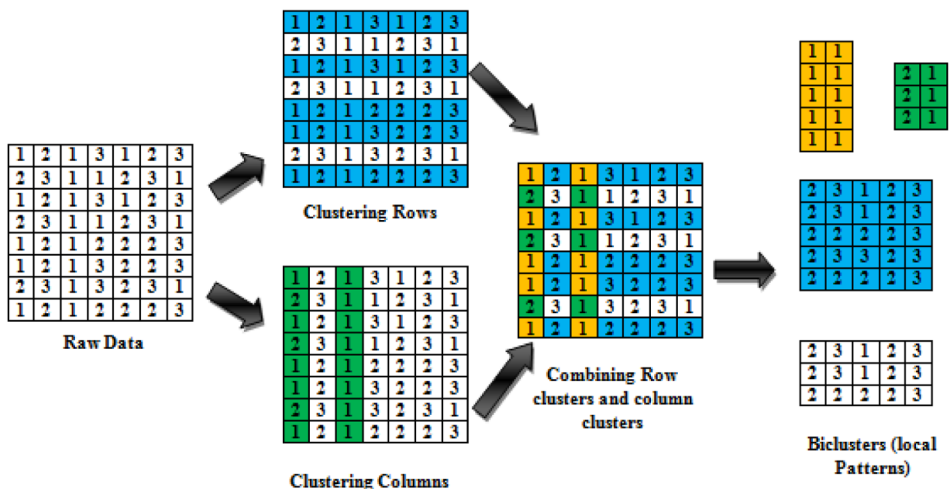 1 2 1 3 1 2 3
2 3 1 1 2 3 1
1 2 1 3 1 2 3
2 3 1 1 2 3 1
1 2 1 2 2 2 3
1 2 1 3 2 2 3
2 3 1 3 2 3 1
1 2 1 2 2 2 3
Raw Data
1 2 1 3 1 2 3
2 3 1 1 2 3 1
1 2 1 3 1 2 3
2 3 1 1 2 3 1
1 2 1 2 2 2 3
1 2 1 3 2 2 3
2 3 1 3 2 3 1
1 2 1 2 2 2 3
Clustering Rows
1 2 1 3 1 2 3
2 3 1 1 2 3 1
1 2 1 3 1 2 3
2 3 1 1 2 3 1
1 2 1 2 2 2 3
1 2 1 3 2 2 3
2 3 1 3 2 3 1
1 2 1 2 2 2 3
Clustering Columns
1 2 1 3 1 2 3
2 3 1 1 2 3 1
1 2 1 3 1 2 3
2 3 1 1 2 3 1
1 2 1 2 2 2 3
1 2 1 3 2 2 3
2 3 1 3 2 3 1
1 2 1 2 2 2 3
Combining Row
clusters and column
clusters
1 1
1 1
1 1
1 1
1 1
2 1
2 1
2 1
2 3 1 2 3
2 3 1 2 3
2 2 2 2 3
2 3 3 2 3
2 2 2 2 3
2 3 1 2 3
2 3 1 2 3
2 2 2 2 3
Biclusters (local
Patterns)